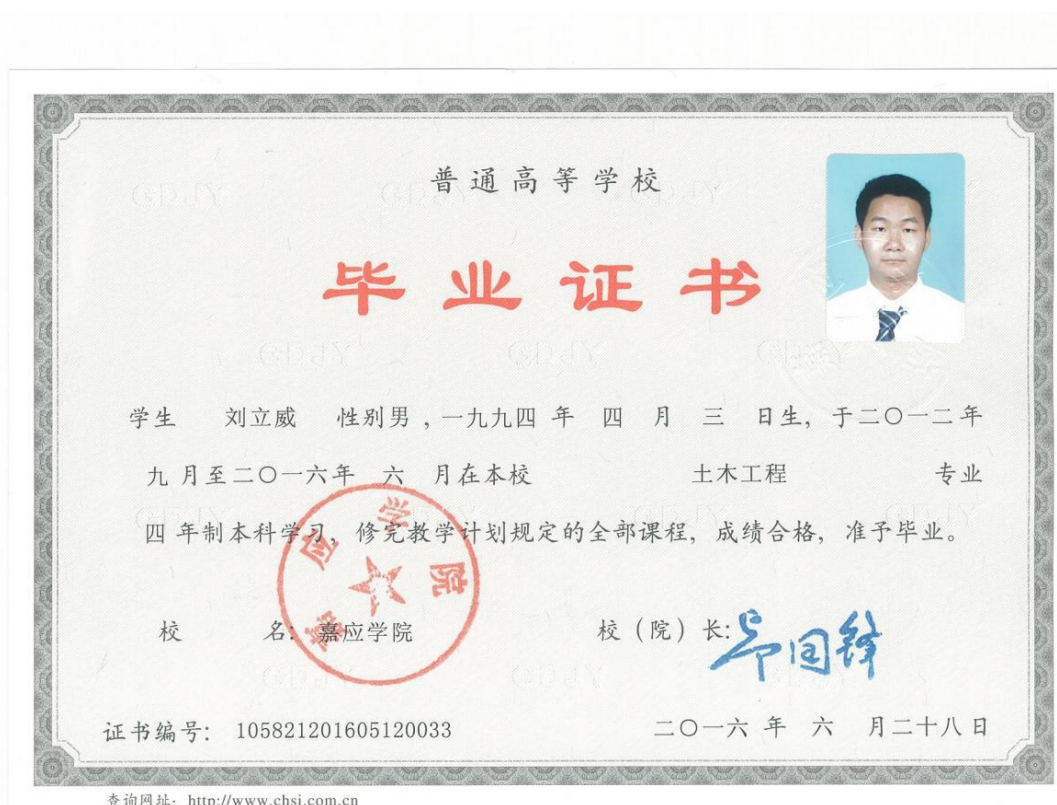 普通高等学校
毕业证书
学生 刘立威 性别男 , 一九九四 年 四 月 三 日生, 于二〇一二年
九 月至二〇一六年 六 月在本校 土木工程 专业
四 年制本科学习, 修完教学计划规定的全部课程, 成绩合格, 准予毕业。
嘉应学院
校 名: 嘉应学院 校（院）长:
证书编号: 105821201605120033 二〇一六 年 六 月二十八日
查询网址: http://www.chsi.com.cn